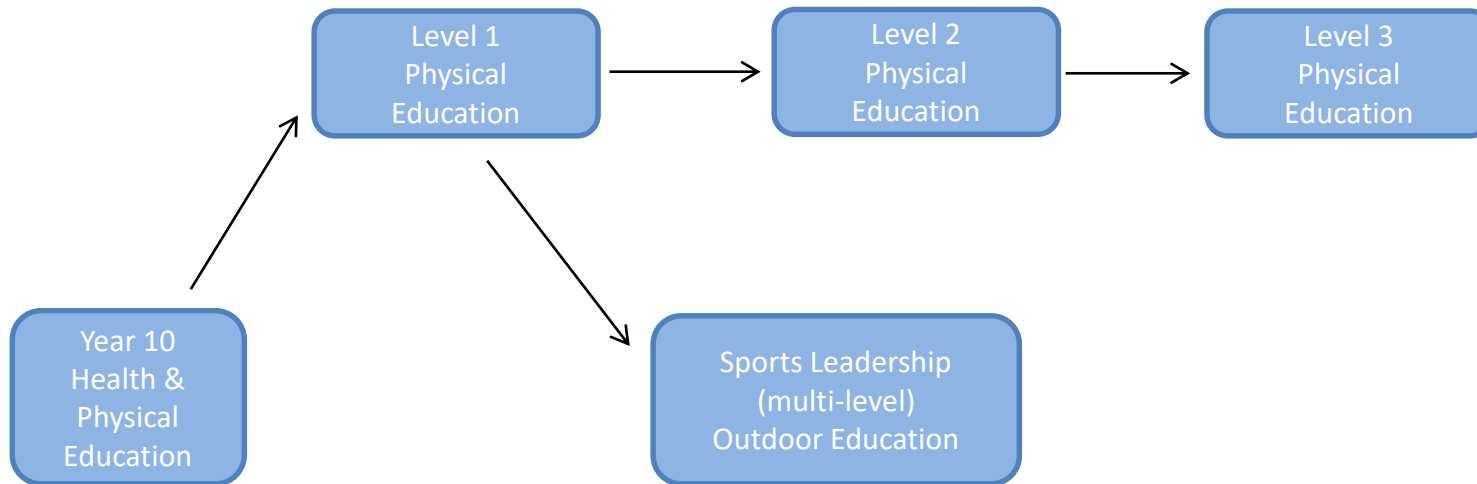 Level 1
Physical
Education
Level 2
Physical
Education
Level 3
Physical
Education
Year 10
Health &
Physical
Education
Sports Leadership
(multi-level)
Outdoor Education